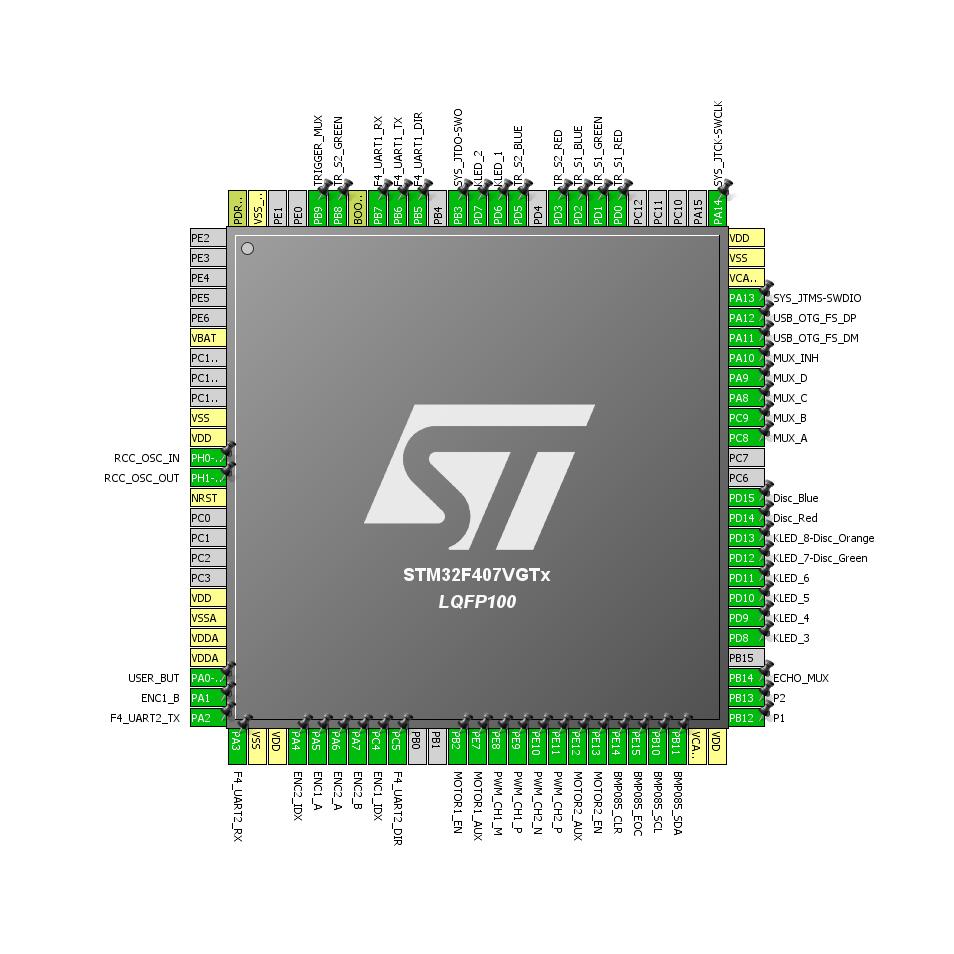 TRIGGER_MUX
TR_S2_GREEN
F4_UART1_RX
F4_UART1_TX
F4_UART1_DIR
SYS_JTDO-SWO
KLED_2
KLED_1
TR_S2_BLUE
TR_S2_RED
TR_S1_BLUE
TR_S1_GREEN
TR_S1_RED
SYS_JTCK-SWCLK
PDR..
VSS_..
PE1
PE0
PB9
PB8
BOO..
PB7
PB6
PB5
PB4
PB3
PD7
PD6
PD5
PD4
PD3
PD2
PD1
PD0
PC12
PC11
PC10
PA15
PA14
PE2
PE3
PE4
PE5
PE6
VBAT
PC1..
PC1..
PC1..
VSS
VDD
RCC_OSC_IN PH0-..
RCC_OSC_OUT PH1-..
NRST
PC0
PC1
PC2
PC3
VDD
VSSA
VDDA
VDDA
USER_BUT PA0-..
ENC1_B PA1
F4_UART2_TX PA2
ST
STM32F407VGTx
LQFP100
VDD
VSS
VCA..
PA13 SYS_JTMS-SWDIO
PA12 USB_OTG_FS_DP
PA11 USB_OTG_FS_DM
PA10 MUX_INH
PA9 MUX_D
PA8 MUX_C
PC9 MUX_B
PC8 MUX_A
PC7
PC6
PD15 Disc_Blue
PD14 Disc_Red
PD13 KLED_8-Disc_Orange
PD12 KLED_7-Disc_Green
PD11 KLED_6
PD10 KLED_5
PD9 KLED_4
PD8 KLED_3
PB15
PB14 ECHO_MUX
PB13 P2
PB12 P1
PA3
VSS
VDD
PA4
PA5
PA6
PA7
PC4
PC5
PB0
PB1
PB2
PE7
PE8
PE9
PE10
PE11
PE12
PE13
PE14
PE15
PB10
PB11
VCA..
VDD
F4_UART2_RX
ENC2_IDX
ENC1_A
ENC2_A
ENC2_B
ENC1_IDX
F4_UART2_DIR
MOTOR1_EN
MOTOR1_AUX
PWM_CH1_M
PWM_CH1_P
PWM_CH2_N
PWM_CH2_P
MOTOR2_AUX
MOTOR2_EN
BMP085_CLR
BMP085_EOC
BMP085_SCL
BMP085_SDA